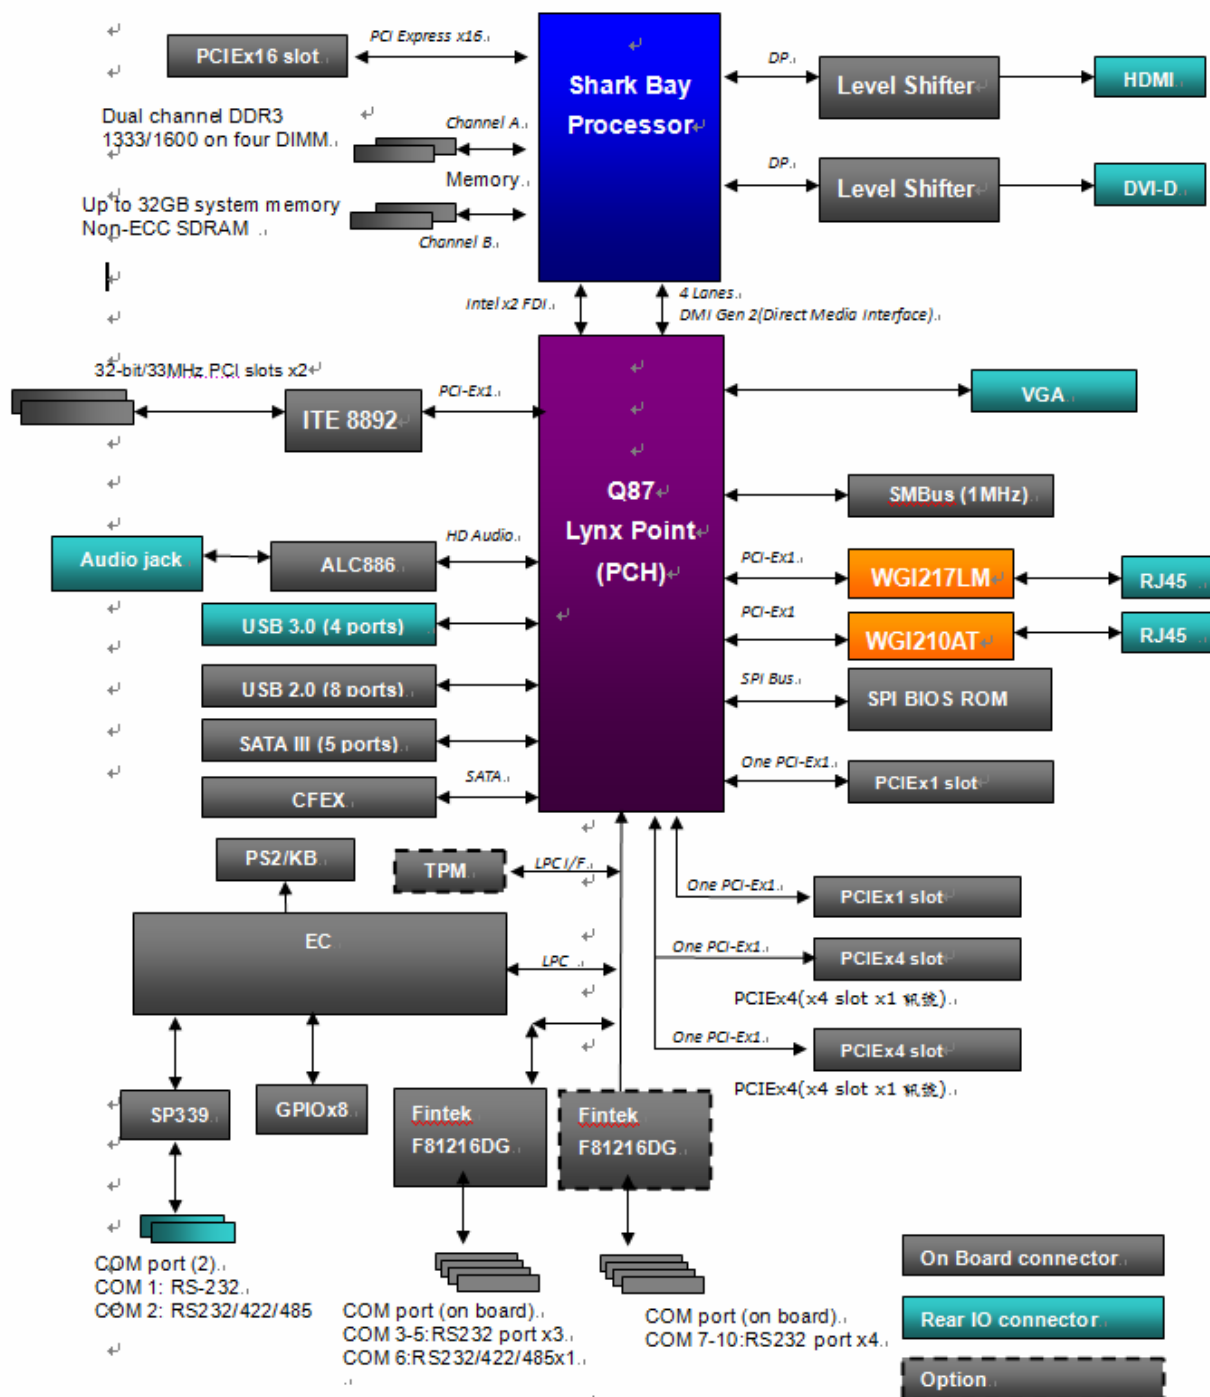 PCIEx16 slot
PCI Express x16
Shark Bay
Processor
DP
Level Shifter
HDMI
Dual channel DDR3
1333/1600 on four DIMM
Channel A
Memory
DP
Level Shifter
DVI-D
Up to 32GB system memory
Non-ECC SDRAM
Channel B
Intel x2 FDI
4 Lanes
DMI Gen 2(Direct Media Interface)
32-bit/33MHz PCI slots x2
ITE 8892
PCI-Ex1
VGA
Q87
Lynx Point
(PCH)
SMBus (1MHz)
Audio jack
ALC886
HD Audio
PCI-Ex1
WGI217LM
RJ45
USB 3.0 (4 ports)
PCI-Ex1
WGI210AT
RJ45
USB 2.0 (8 ports)
SPI Bus
SPI BIOS ROM
SATA III (5 ports)
CFEX
SATA
One PCI-Ex1
PCIEx1 slot
PS2/KB
TPM
LPC I/F
One PCI-Ex1
PCIEx1 slot
EC
LPC
One PCI-Ex1
PCIEx4 slot
PCIEx4(x4 slot x1 訊號)
One PCI-Ex1
PCIEx4 slot
PCIEx4(x4 slot x1 訊號)
SP339
GPIOx8
Fintek
F81216DG
Fintek
F81216DG
COM port (2)
COM 1: RS-232
COM 2: RS232/422/485
COM port (on board)
COM 3-5:RS232 port x3
COM 6:RS232/422/485x1
COM port (on board)
COM 7-10:RS232 port x4
On Board connector
Rear IO connector
Option